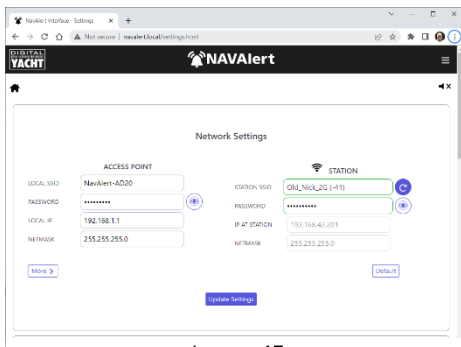 NavAlert Interface - Settings
Not secure | navalert.local/settings.html
DIGITAL
YACHT
NAVAlert
Network Settings
ACCESS POINT
STATION
LOCAL SSID NavAlert-AD20
STATION SSID Old_Nick_2G (-41)
PASSWORD •••••••••
PASSWORD ••••••••••
LOCAL IP 192.168.1.1
IP AT STATION 192.168.42.201
NETMASK 255.255.255.0
NETMASK 255.255.255.0
More >
Default
Update Settings